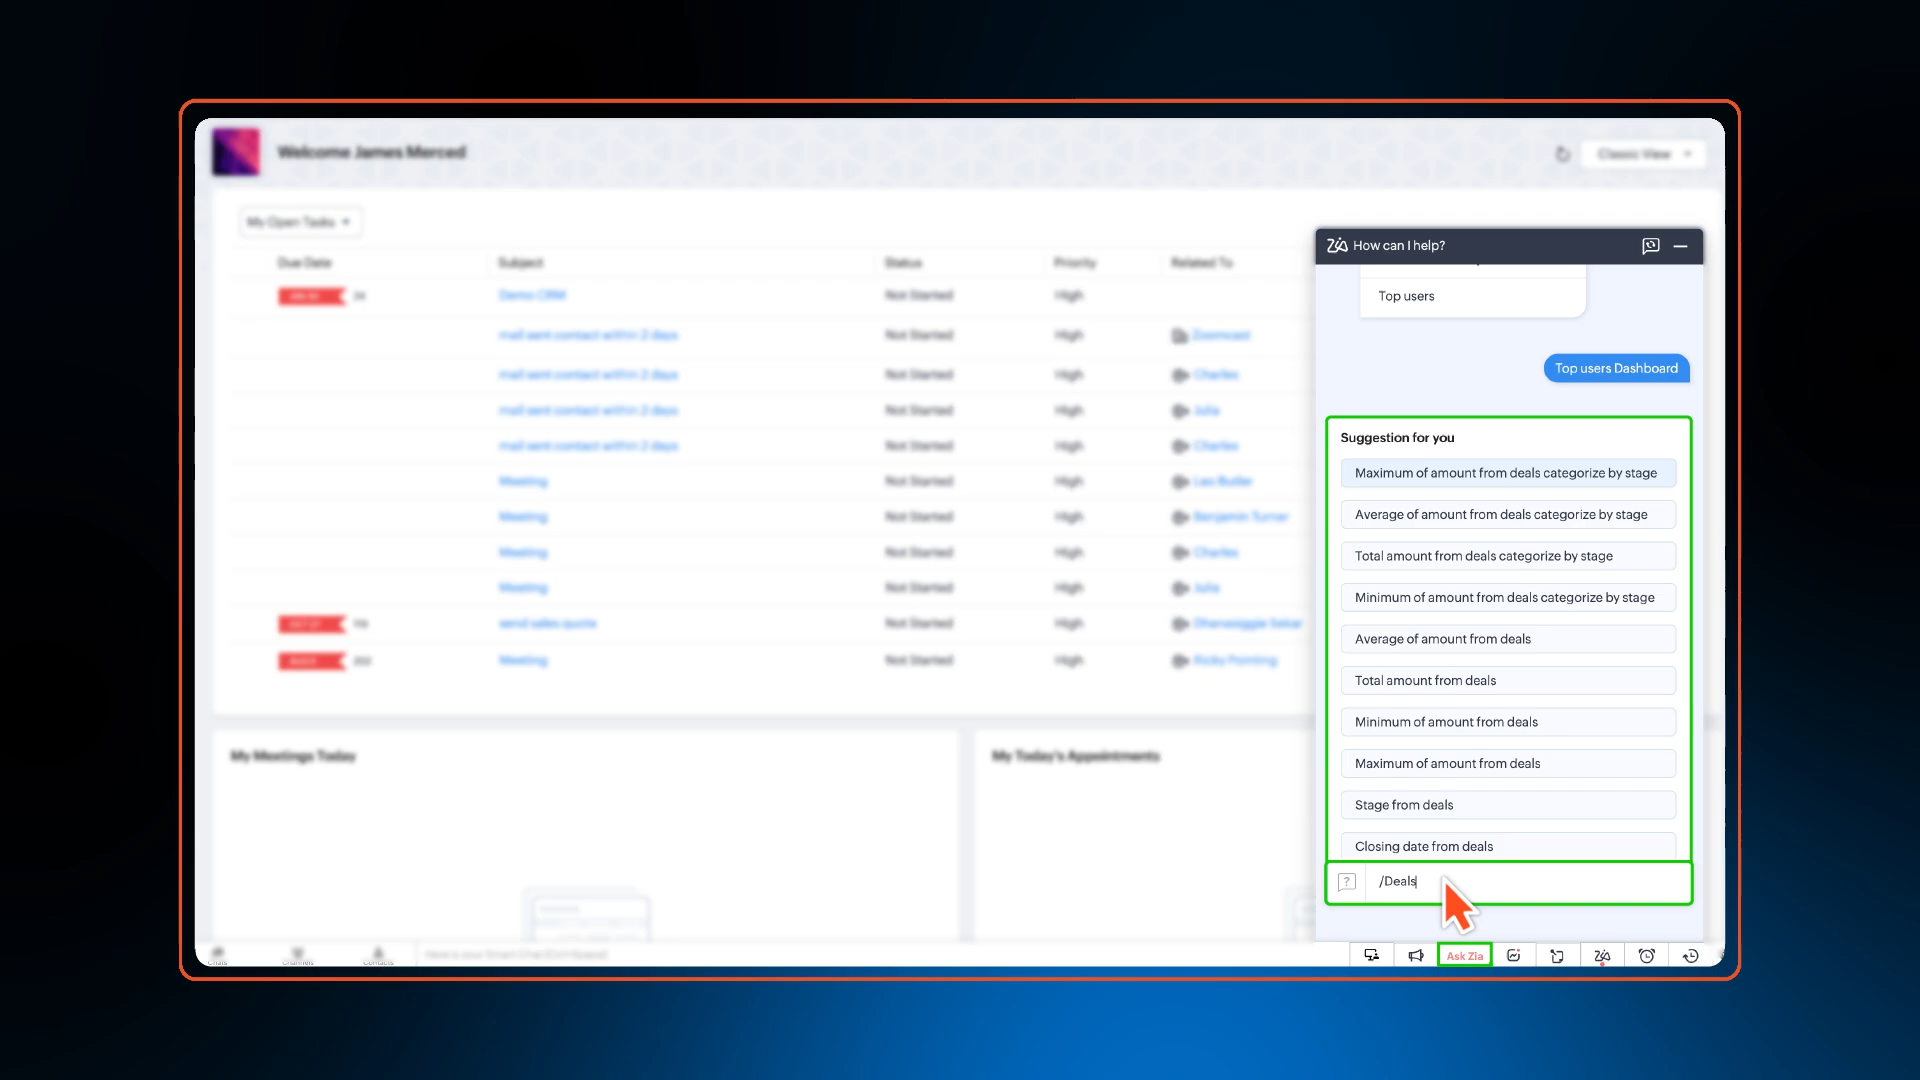 Welcome James Merced
Classic View
My Open Tasks
Due Date
Subject
Status
Priority
Related To
Demo CRM
Not Started
High
mail sent contact within 2 days
Not Started
High
Zoomcast
mail sent contact within 2 days
Not Started
High
Charles
mail sent contact within 2 days
Not Started
High
Julia
mail sent contact within 2 days
Not Started
High
Charles
Meeting
Not Started
High
Leo Butler
Meeting
Not Started
High
Benjamin Turner
Meeting
Not Started
High
Charles
Meeting
Not Started
High
Julia
send sales quote
Not Started
High
Meeting
Not Started
High
Ricky Ponting
My Meetings Today
My Today's Appointments
Chats
Channels
Contacts
Here is your Smart Chat (Ctrl+Space)
Zia How can I help?
Top users
Top users Dashboard
Suggestion for you
Maximum of amount from deals categorize by stage
Average of amount from deals categorize by stage
Total amount from deals categorize by stage
Minimum of amount from deals categorize by stage
Average of amount from deals
Total amount from deals
Minimum of amount from deals
Maximum of amount from deals
Stage from deals
Closing date from deals
/Deals
Ask Zia